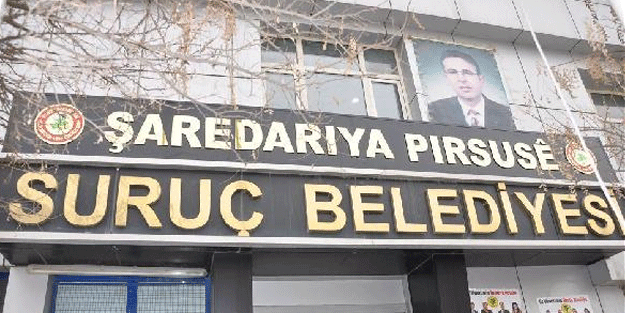 ŞAREDARIYA PIRSUSÊ
SURUÇ BELEDİYESİ